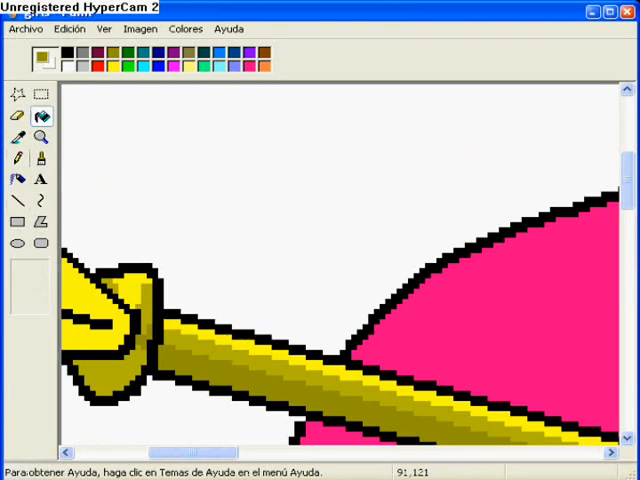 Unregistered HyperCam 2
Archivo Edición Ver Imagen Colores Ayuda
A
Para obtener Ayuda, haga clic en Temas de Ayuda en el menú Ayuda. 91,121